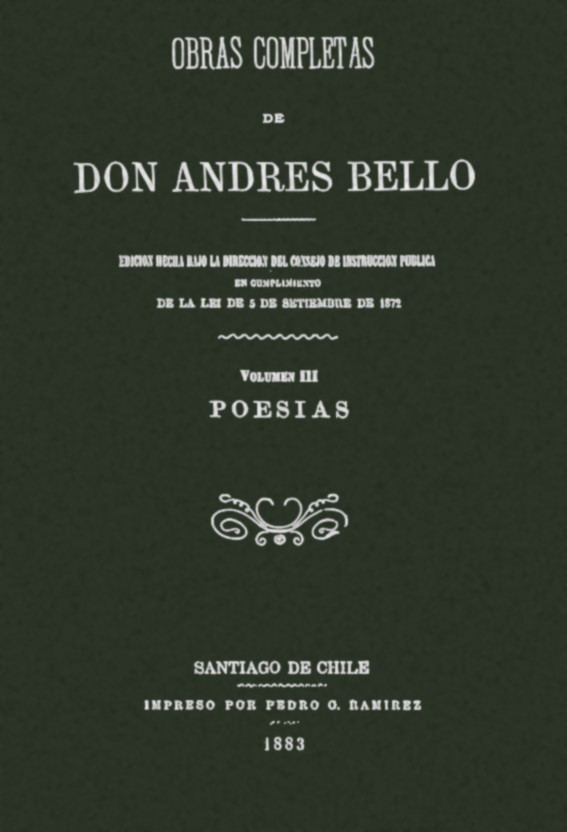 OBRAS COMPLETAS
DE
DON ANDRES BELLO
EDICION HECHA BAJO LA DIRECCION DEL CONSEJO DE INSTRUCCION PUBLICA
EN CUMPLIMIENTO
DE LA LEI DE 5 DE SETIEMBRE DE 1872
VOLUMEN III
POESIAS
SANTIAGO DE CHILE
IMPRESO POR PEDRO G. RAMIREZ
1883